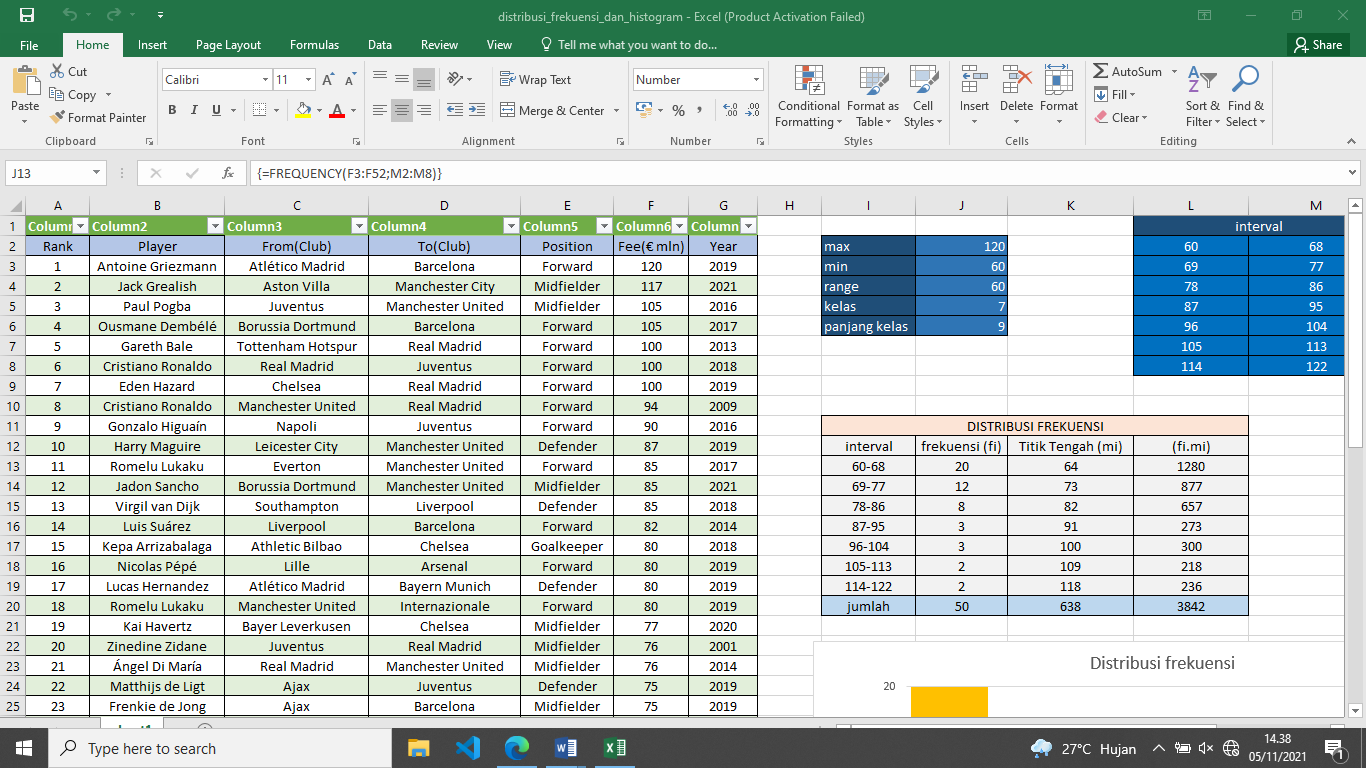 distribusi_frekuensi_dan_histogram - Excel (Product Activation Failed)
File Home Insert Page Layout Formulas Data Review View Tell me what you want to do... Share
Paste Cut Copy Format Painter Clipboard
Calibri 11 B I U A Font
Wrap Text Merge & Center Alignment
Number % Number
Conditional Formatting Format as Table Cell Styles Styles
Insert Delete Format Cells
AutoSum Fill Clear Sort & Filter Find & Select Editing
J13 fx {=FREQUENCY(F3:F52;M2:M8)}
A B C D E F G H I J K L M
1 Colum Column2 Column3 Column4 Column5 Column6 Column interval
2 Rank Player From(Club) To(Club) Position Fee(€ mln) Year max 120 60 68
3 1 Antoine Griezmann Atlético Madrid Barcelona Forward 120 2019 min 60 69 77
4 2 Jack Grealish Aston Villa Manchester City Midfielder 117 2021 range 60 78 86
5 3 Paul Pogba Juventus Manchester United Midfielder 105 2016 kelas 7 87 95
6 4 Ousmane Dembélé Borussia Dortmund Barcelona Forward 105 2017 panjang kelas 9 96 104
7 5 Gareth Bale Tottenham Hotspur Real Madrid Forward 100 2013 105 113
8 6 Cristiano Ronaldo Real Madrid Juventus Forward 100 2018 114 122
9 7 Eden Hazard Chelsea Real Madrid Forward 100 2019
10 8 Cristiano Ronaldo Manchester United Real Madrid Forward 94 2009
11 9 Gonzalo Higuaín Napoli Juventus Forward 90 2016 DISTRIBUSI FREKUENSI
12 10 Harry Maguire Leicester City Manchester United Defender 87 2019 interval frekuensi (fi) Titik Tengah (mi) (fi.mi)
13 11 Romelu Lukaku Everton Manchester United Forward 85 2017 60-68 20 64 1280
14 12 Jadon Sancho Borussia Dortmund Manchester United Midfielder 85 2021 69-77 12 73 877
15 13 Virgil van Dijk Southampton Liverpool Defender 85 2018 78-86 8 82 657
16 14 Luis Suárez Liverpool Barcelona Forward 82 2014 87-95 3 91 273
17 15 Kepa Arrizabalaga Athletic Bilbao Chelsea Goalkeeper 80 2018 96-104 3 100 300
18 16 Nicolas Pépé Lille Arsenal Forward 80 2019 105-113 2 109 218
19 17 Lucas Hernandez Atlético Madrid Bayern Munich Defender 80 2019 114-122 2 118 236
20 18 Romelu Lukaku Manchester United Internazionale Forward 80 2019 jumlah 50 638 3842
21 19 Kai Havertz Bayer Leverkusen Chelsea Midfielder 77 2020
22 20 Zinedine Zidane Juventus Real Madrid Midfielder 76 2001
23 21 Ángel Di María Real Madrid Manchester United Midfielder 76 2014 Distribusi frekuensi
24 22 Matthijs de Ligt Ajax Juventus Defender 75 2019 20
25 23 Frenkie de Jong Ajax Barcelona Midfielder 75 2019
Type here to search 27°C Hujan 14.38
05/11/2021 1